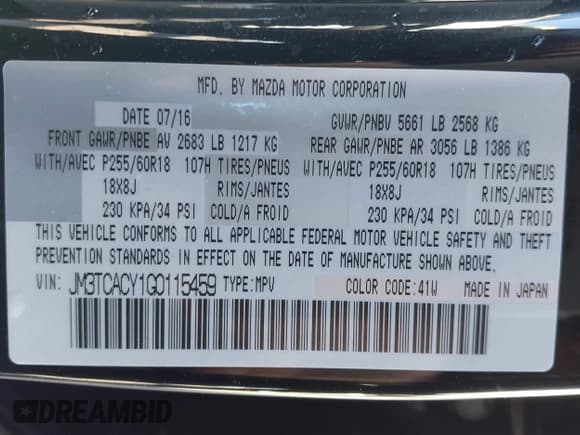 MFD. BY MAZDA MOTOR CORPORATION
DATE 07/16 GVWR/PNBV 5661 LB 2568 KG
FRONT GAWR/PNBE AV 2683 LB 1217 KG REAR GAWR/PNBE AR 3056 LB 1386 KG
WITH/AVEC P255/60R18 107H TIRES/PNEUS WITH/AVEC P255/60R18 107H TIRES/PNEUS
18X8J RIMS/JANTES 18X8J RIMS/JANTES
230 KPA/34 PSI COLD/A FROID 230 KPA/34 PSI COLD/A FROID
THIS VEHICLE CONFORMS TO ALL APPLICABLE FEDERAL MOTOR VEHICLE SAFETY AND THEFT
PREVENTION STANDARDS IN EFFECT ON THE DATE OF MANUFACTURE SHOWN ABOVE.
VIN: JM3TCACY1G0115459 TYPE:MPV COLOR CODE:41W MADE IN JAPAN
DREAMBID